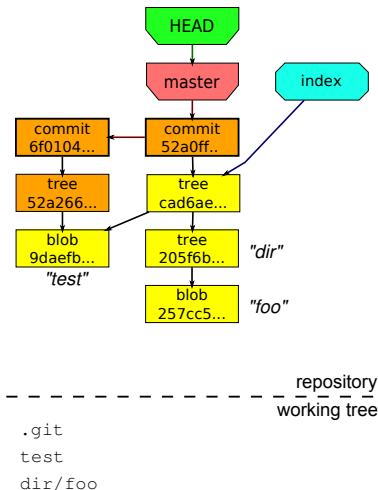 HEAD
master
index
commit
6f0104...
commit
52a0ff..
tree
52a266...
tree
cad6ae...
blob
9daefb...
"test"
tree
205f6b...
"dir"
blob
257cc5...
"foo"
repository
working tree
.git
test
dir/foo